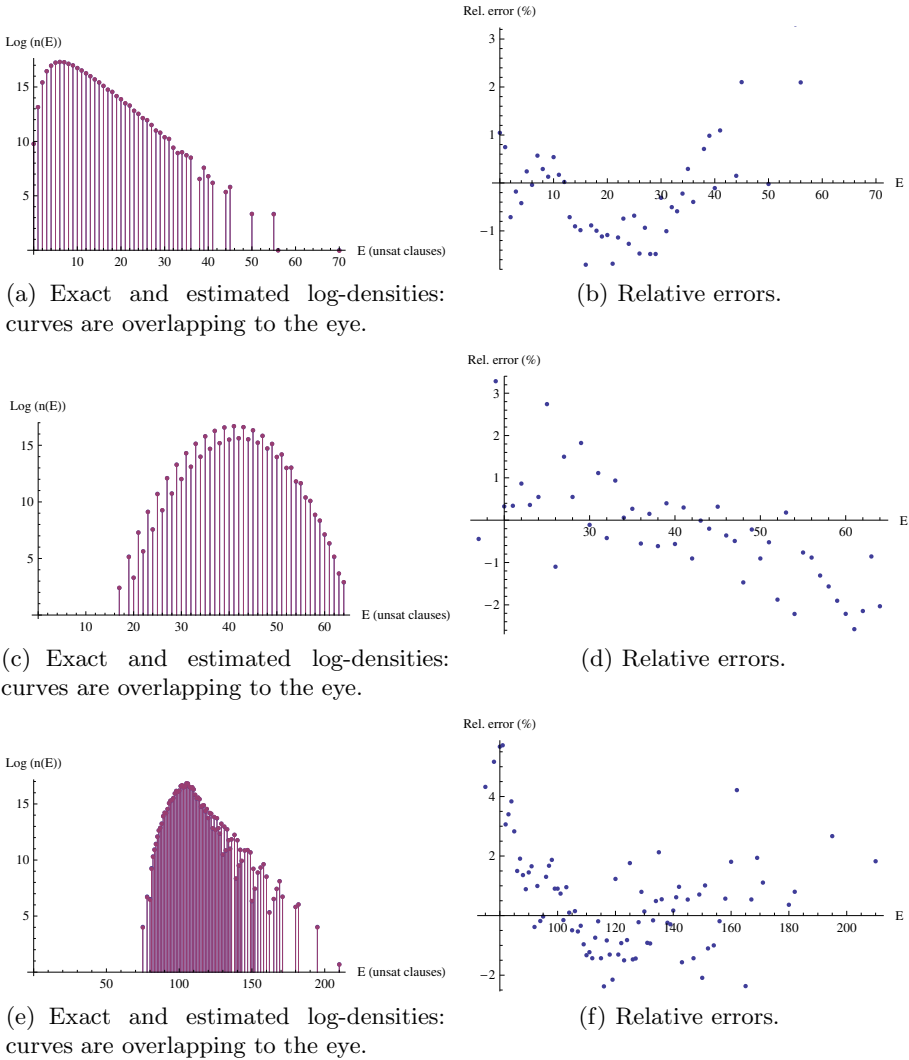 Rel. error (%)
Log (n(E))
15
10
5
10 20 30 40 50 60 70
E (unsat clauses)
3
2
1
−1
10 20 30 40 50 60 70
E
(a) Exact and estimated log-densities:
curves are overlapping to the eye.
(b) Relative errors.
Rel. error (%)
Log (n(E))
15
10
5
10 20 30 40 50 60
E (unsat clauses)
3
2
1
−1
−2
30 40 50 60
E
(c) Exact and estimated log-densities:
curves are overlapping to the eye.
(d) Relative errors.
Rel. error (%)
Log (n(E))
15
10
5
50 100 150 200
E (unsat clauses)
4
2
−2
100 120 140 160 180 200
E
(e) Exact and estimated log-densities:
curves are overlapping to the eye.
(f) Relative errors.